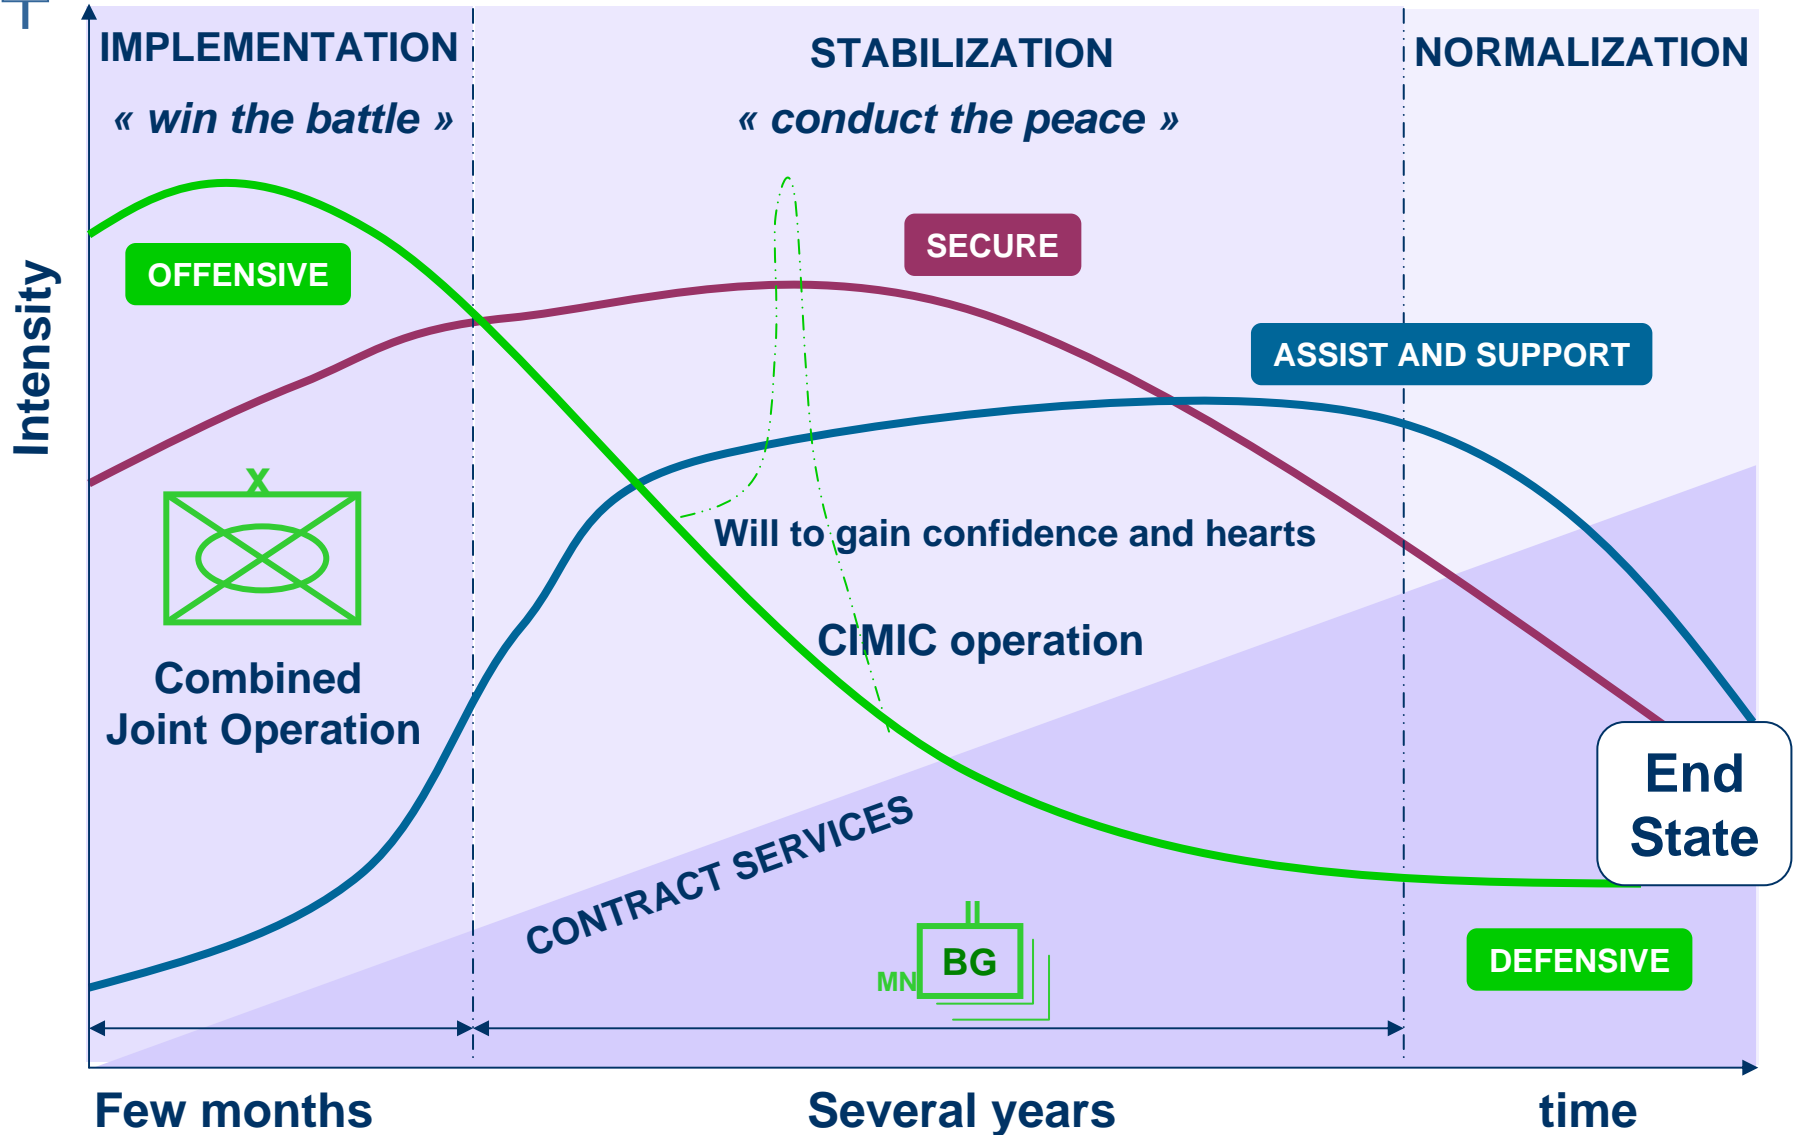 IMPLEMENTATION
STABILIZATION
NORMALIZATION
« win the battle »
« conduct the peace »
OFFENSIVE
SECURE
ASSIST AND SUPPORT
Intensity
X
Will to gain confidence and hearts
CIMIC operation
Combined
Joint Operation
End
State
CONTRACT SERVICES
II
BG
MN
DEFENSIVE
Few months
Several years
time